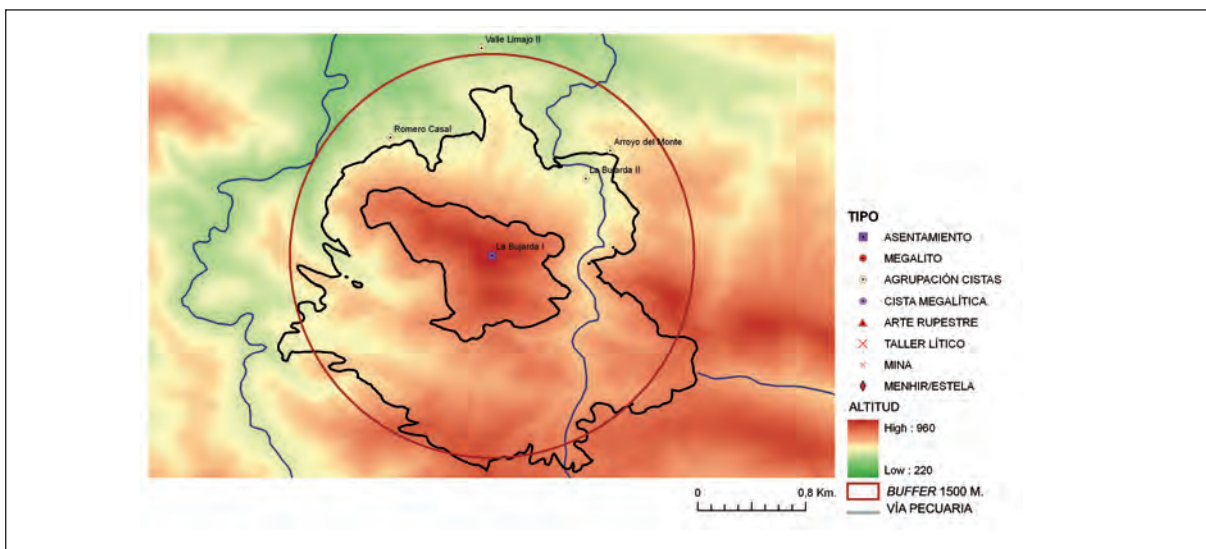 Valle Limajo II
Romero Casal
Arroyo del Monte
La Bujarda II
La Bujarda I
TIPO
ASENTAMIENTO
MEGALITO
AGRUPACIÓN CISTAS
CISTA MEGALÍTICA
ARTE RUPESTRE
TALLER LÍTICO
MINA
MENHIR/ESTELA
ALTITUD
High : 960
Low : 220
BUFFER 1500 M.
VÍA PECUARIA
0 0,8 Km.